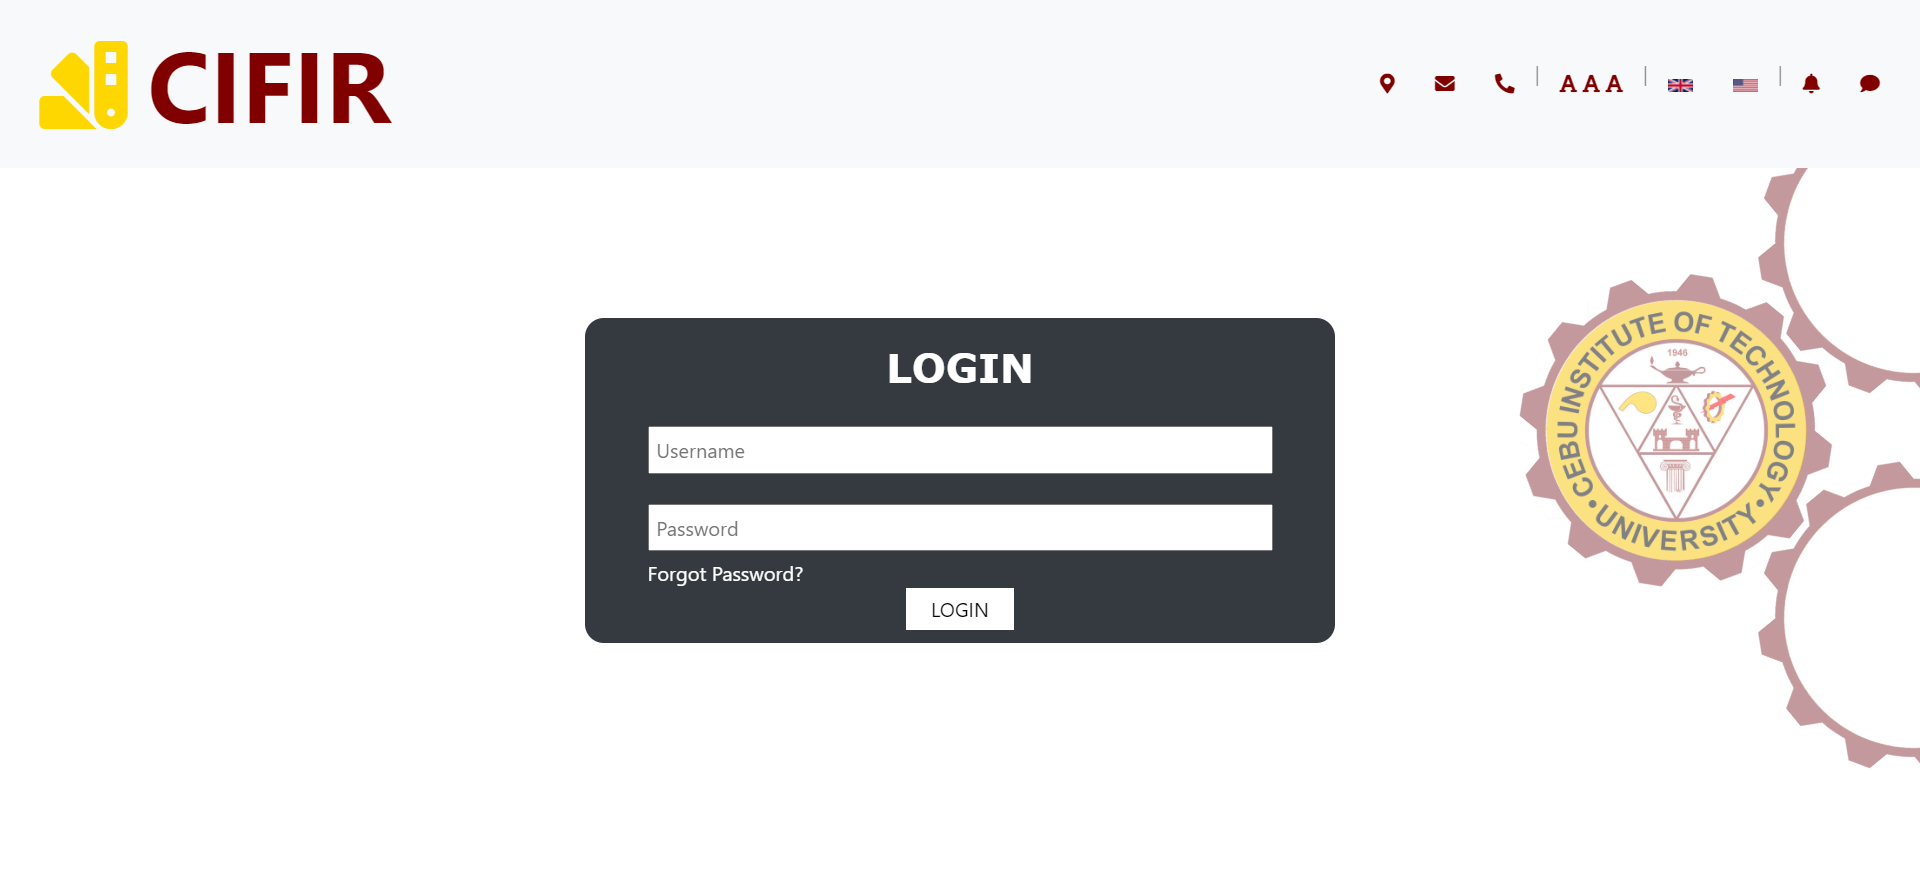 CIFIR
A A A
LOGIN
Username
Password
Forgot Password?
LOGIN
CEBU INSTITUTE OF TECHNOLOGY
• UNIVERSITY •
1946